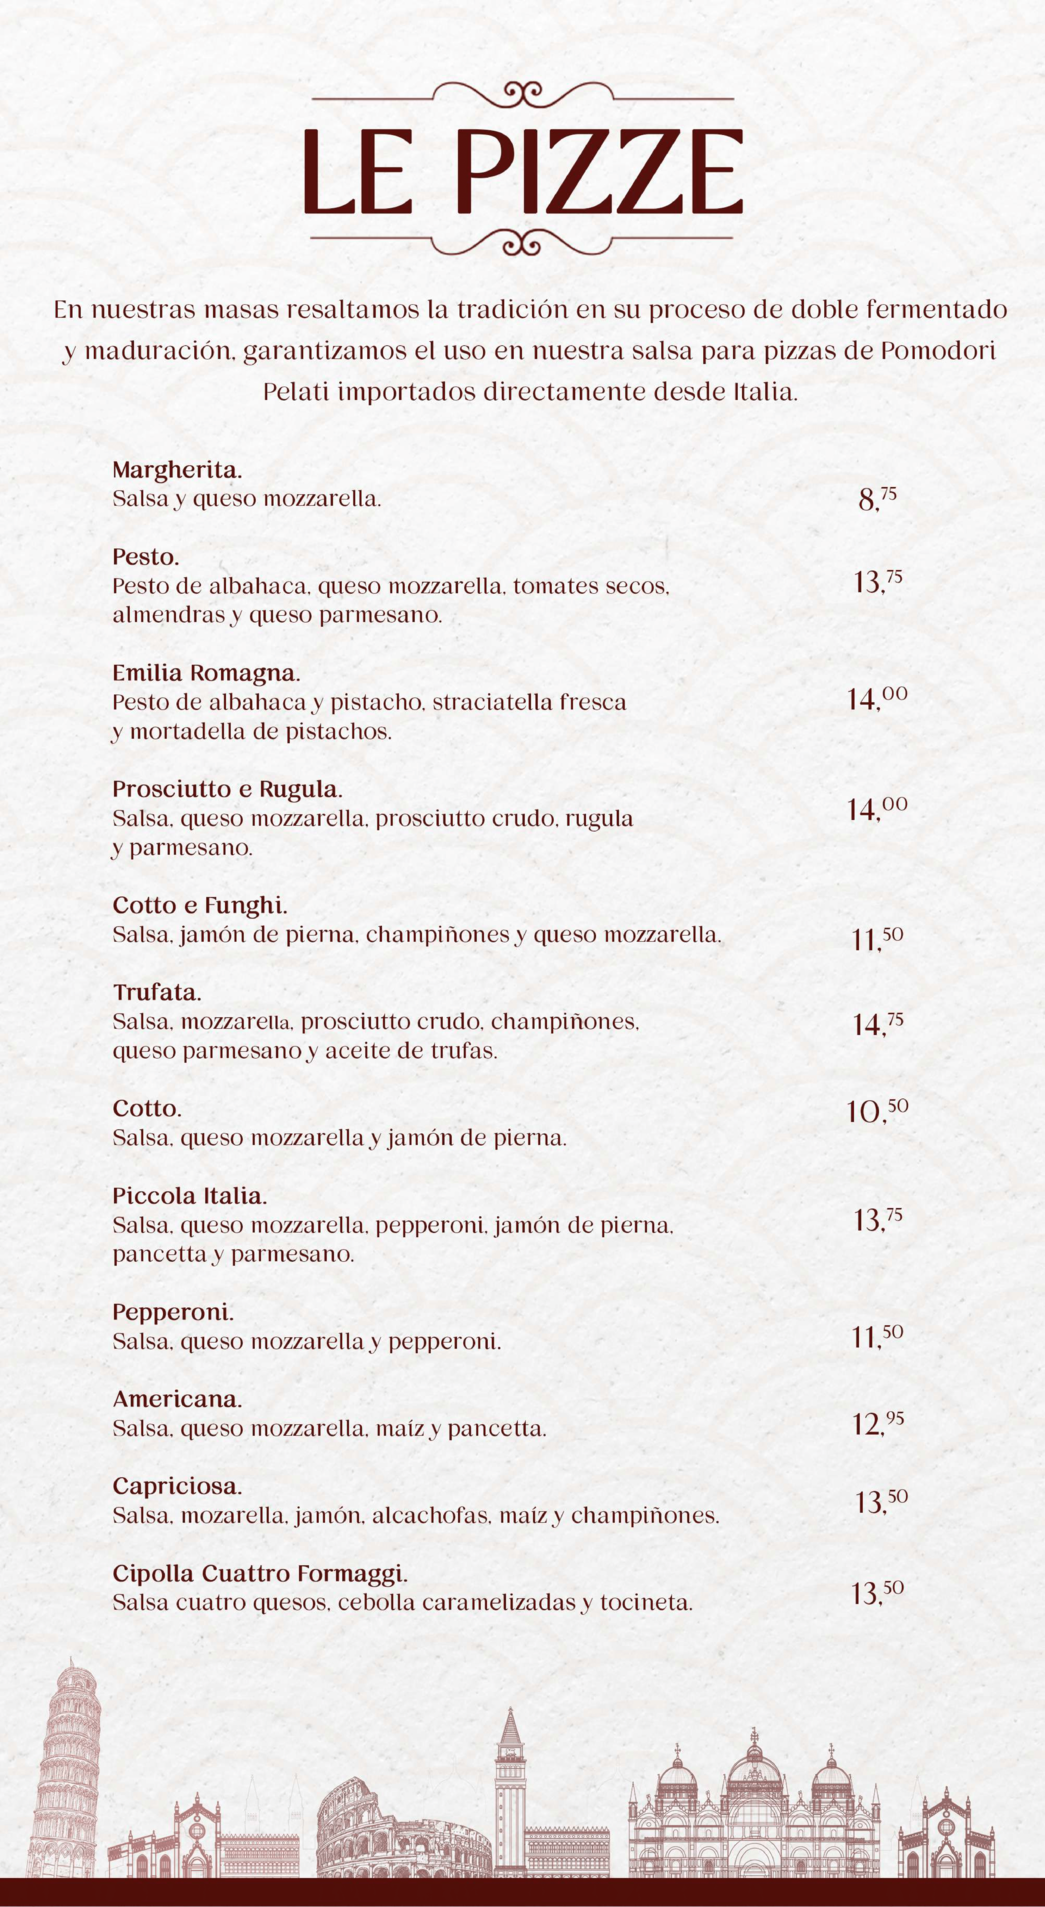 LE PIZZE
En nuestras masas resaltamos la tradición en su proceso de doble fermentado
y maduración, garantizamos el uso en nuestra salsa para pizzas de Pomodori
Pelati importados directamente desde Italia.
Margherita.
Salsa y queso mozzarella.
8,75
Pesto.
Pesto de albahaca, queso mozzarella, tomates secos,
almendras y queso parmesano.
13,75
Emilia Romagna.
Pesto de albahaca y pistacho, straciatella fresca
y mortadella de pistachos.
14,00
Prosciutto e Rugula.
Salsa, queso mozzarella, prosciutto crudo, rugula
y parmesano.
14,00
Cotto e Funghi.
Salsa, jamón de pierna, champiñones y queso mozzarella.
11,50
Trufata.
Salsa, mozzarella, prosciutto crudo, champiñones,
queso parmesano y aceite de trufas.
14,75
Cotto.
Salsa, queso mozzarella y jamón de pierna.
10,50
Piccola Italia.
Salsa, queso mozzarella, pepperoni, jamón de pierna,
pancetta y parmesano.
13,75
Pepperoni.
Salsa, queso mozzarella y pepperoni.
11,50
Americana.
Salsa, queso mozzarella, maíz y pancetta.
12,95
Capriciosa.
Salsa, mozarella, jamón, alcachofas, maíz y champiñones.
13,50
Cipolla Cuattro Formaggi.
Salsa cuatro quesos, cebolla caramelizadas y tocineta.
13,50